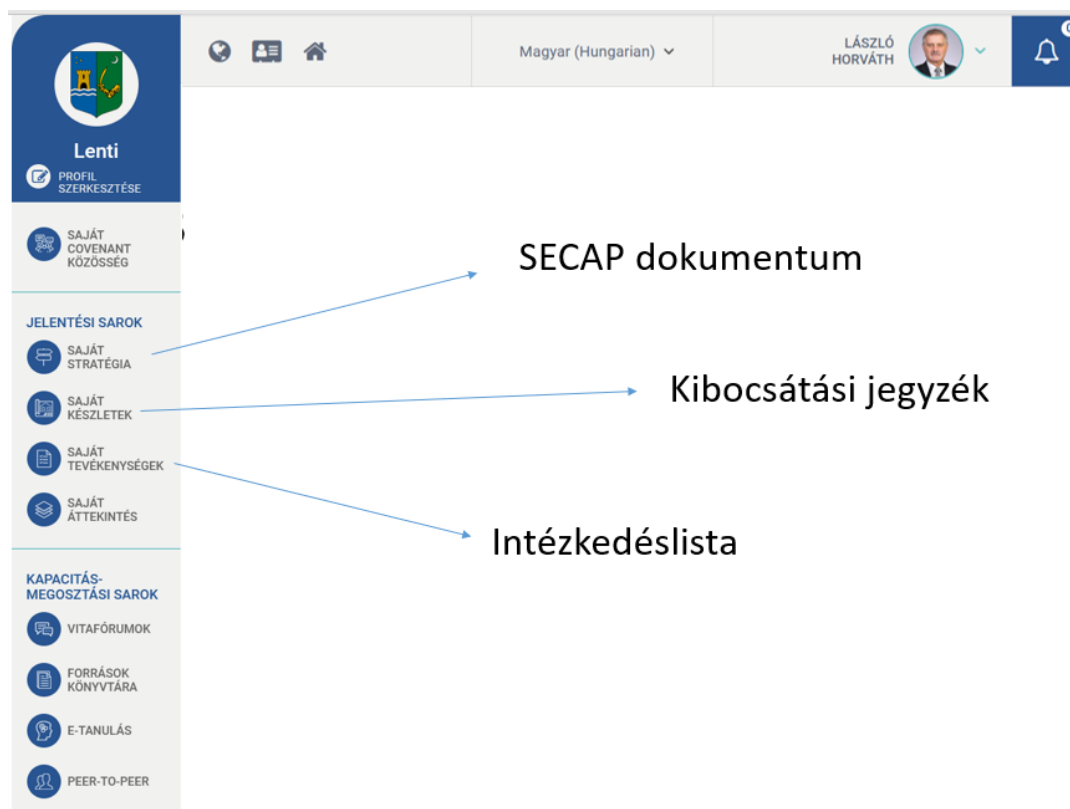 Magyar (Hungarian)
LÁSZLÓ
HORVÁTH
Lenti
PROFIL
SZERKESZTÉSE
SAJÁT
COVENANT
KÖZÖSSÉG
JELENTÉSI SAROK
SAJÁT
STRATÉGIA
SAJÁT
KÉSZLETEK
SAJÁT
TEVÉKENYSÉGEK
SAJÁT
ÁTTEKINTÉS
KAPACITÁS-
MEGOSZTÁSI SAROK
VITAFÓRUMOK
FORRÁSOK
KÖNYVTÁRA
E-TANULÁS
PEER-TO-PEER
SECAP dokumentum
Kibocsátási jegyzék
Intézkedéslista